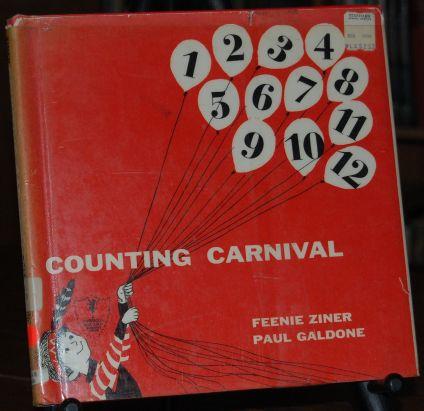 1 2 3 4
5 6 7 8
9 10 11
12
COUNTING CARNIVAL
FEENIE ZINER
PAUL GALDONE